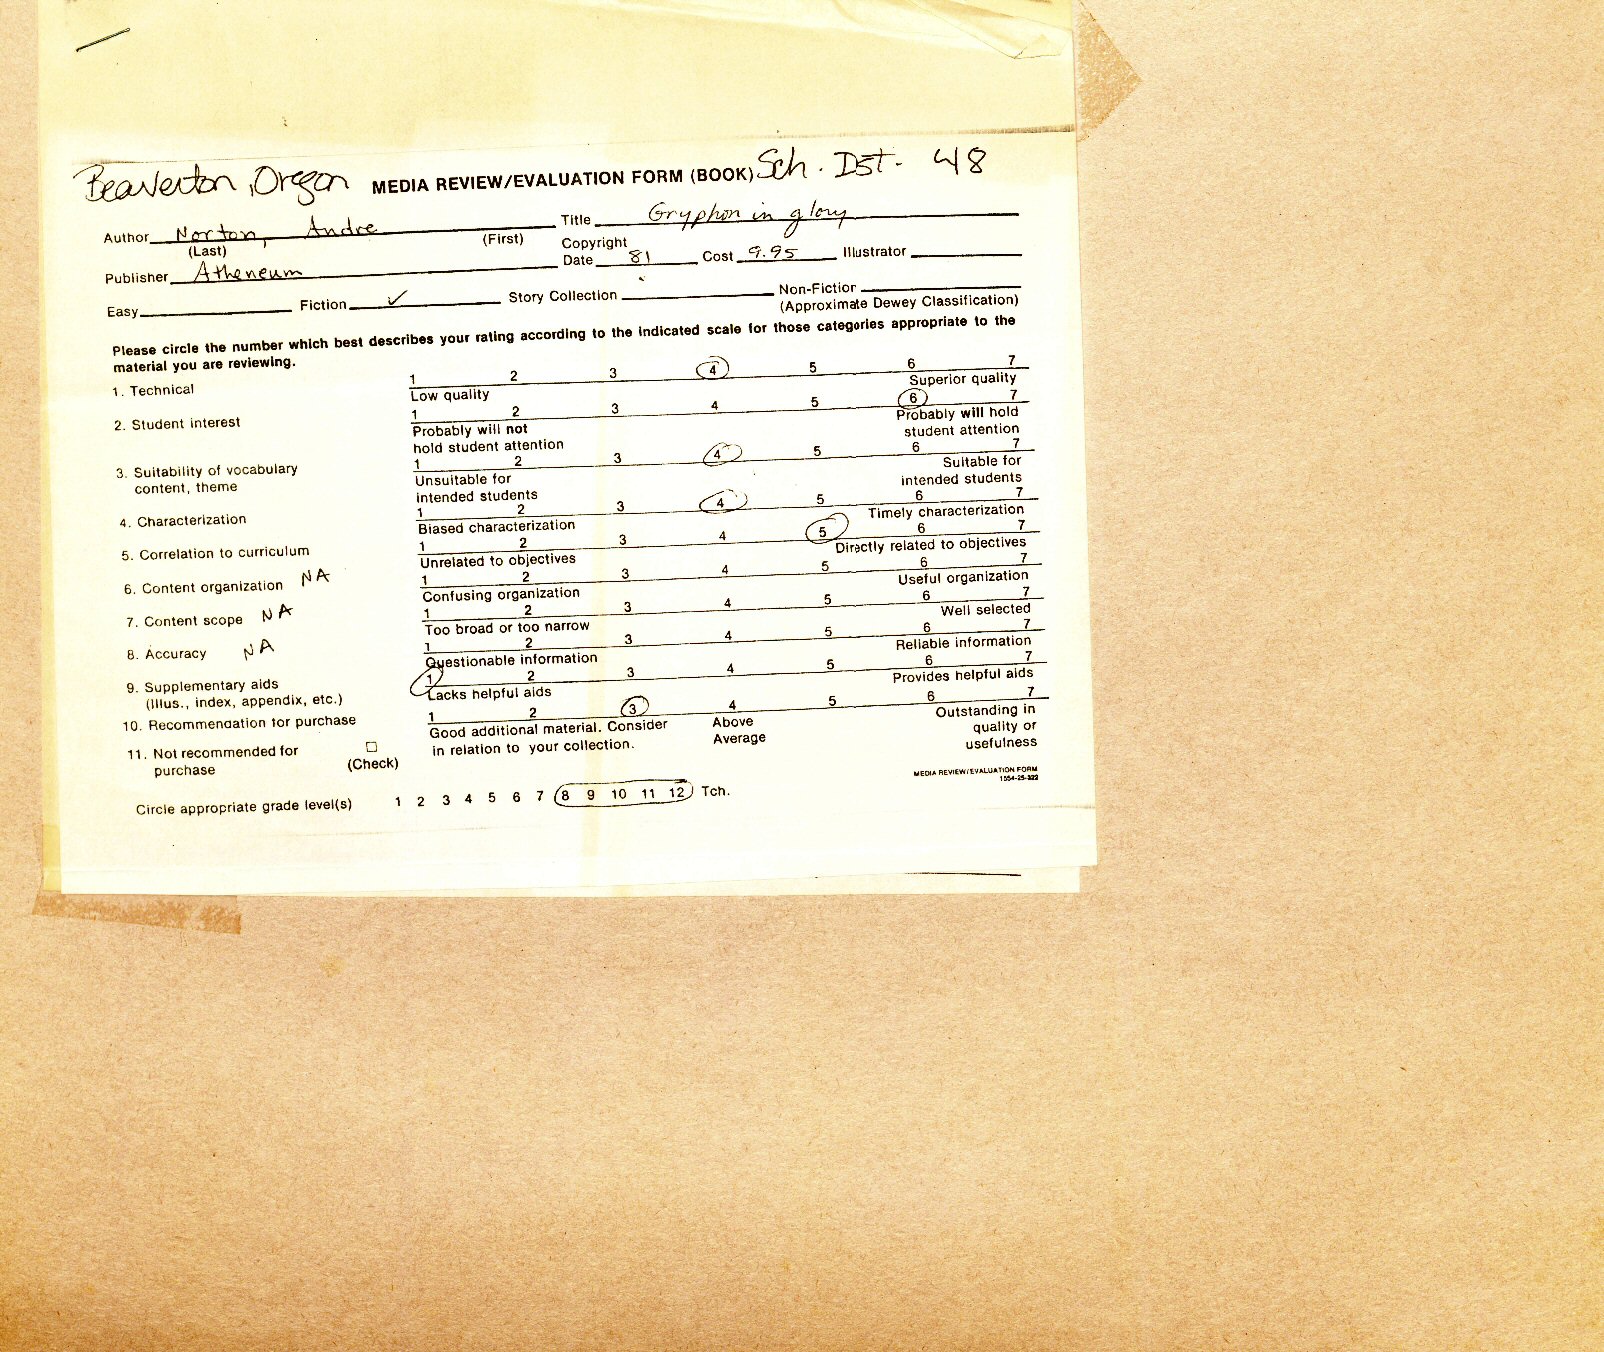 Beaverton, Oregon MEDIA REVIEW/EVALUATION FORM (BOOK) Sch. Dst. 48
Author Norton, Andre Title Gryphon in glory
(Last) (First) Copyright
Publisher Atheneum Date 81 Cost 9.95 Illustrator
Easy Fiction ✓ Story Collection Non-Fiction
(Approximate Dewey Classification)
Please circle the number which best describes your rating according to the indicated scale for those categories appropriate to the
material you are reviewing.
1. Technical 1 2 3 4 5 6 7
Low quality Superior quality
2. Student interest 1 2 3 4 5 6 7
Probably will not Probably will hold
hold student attention student attention
3. Suitability of vocabulary 1 2 3 4 5 6 7
content, theme Unsuitable for Suitable for
intended students intended students
4. Characterization 1 2 3 4 5 6 7
Biased characterization Timely characterization
5. Correlation to curriculum 1 2 3 4 5 6 7
Unrelated to objectives Directly related to objectives
6. Content organization NA 1 2 3 4 5 6 7
Confusing organization Useful organization
7. Content scope NA 1 2 3 4 5 6 7
Too broad or too narrow Well selected
8. Accuracy NA 1 2 3 4 5 6 7
Questionable information Reliable information
9. Supplementary aids 1 2 3 4 5 6 7
(Illus., index, appendix, etc.) Lacks helpful aids Provides helpful aids
10. Recommendation for purchase 1 2 3 4 5 6 7
Good additional material. Consider Above Outstanding in
in relation to your collection. Average quality or
usefulness
11. Not recommended for □
purchase (Check)
MEDIA REVIEW/EVALUATION FORM
1554-25-322
Circle appropriate grade level(s) 1 2 3 4 5 6 7 8 9 10 11 12 Tch.